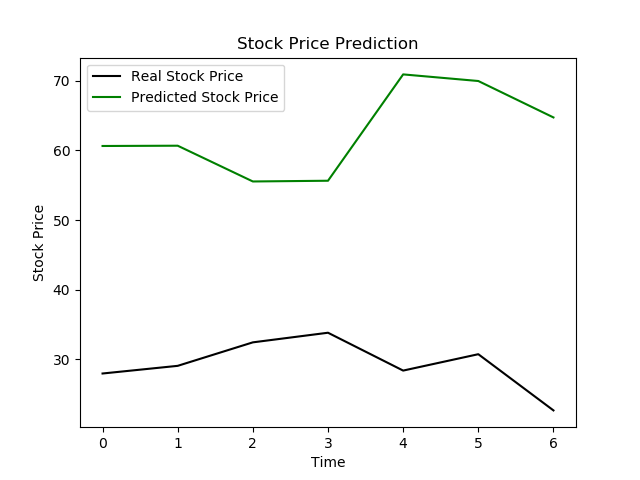 Stock Price Prediction
Real Stock Price
Predicted Stock Price
70
60
50
40
30
Stock Price
0 1 2 3 4 5 6
Time